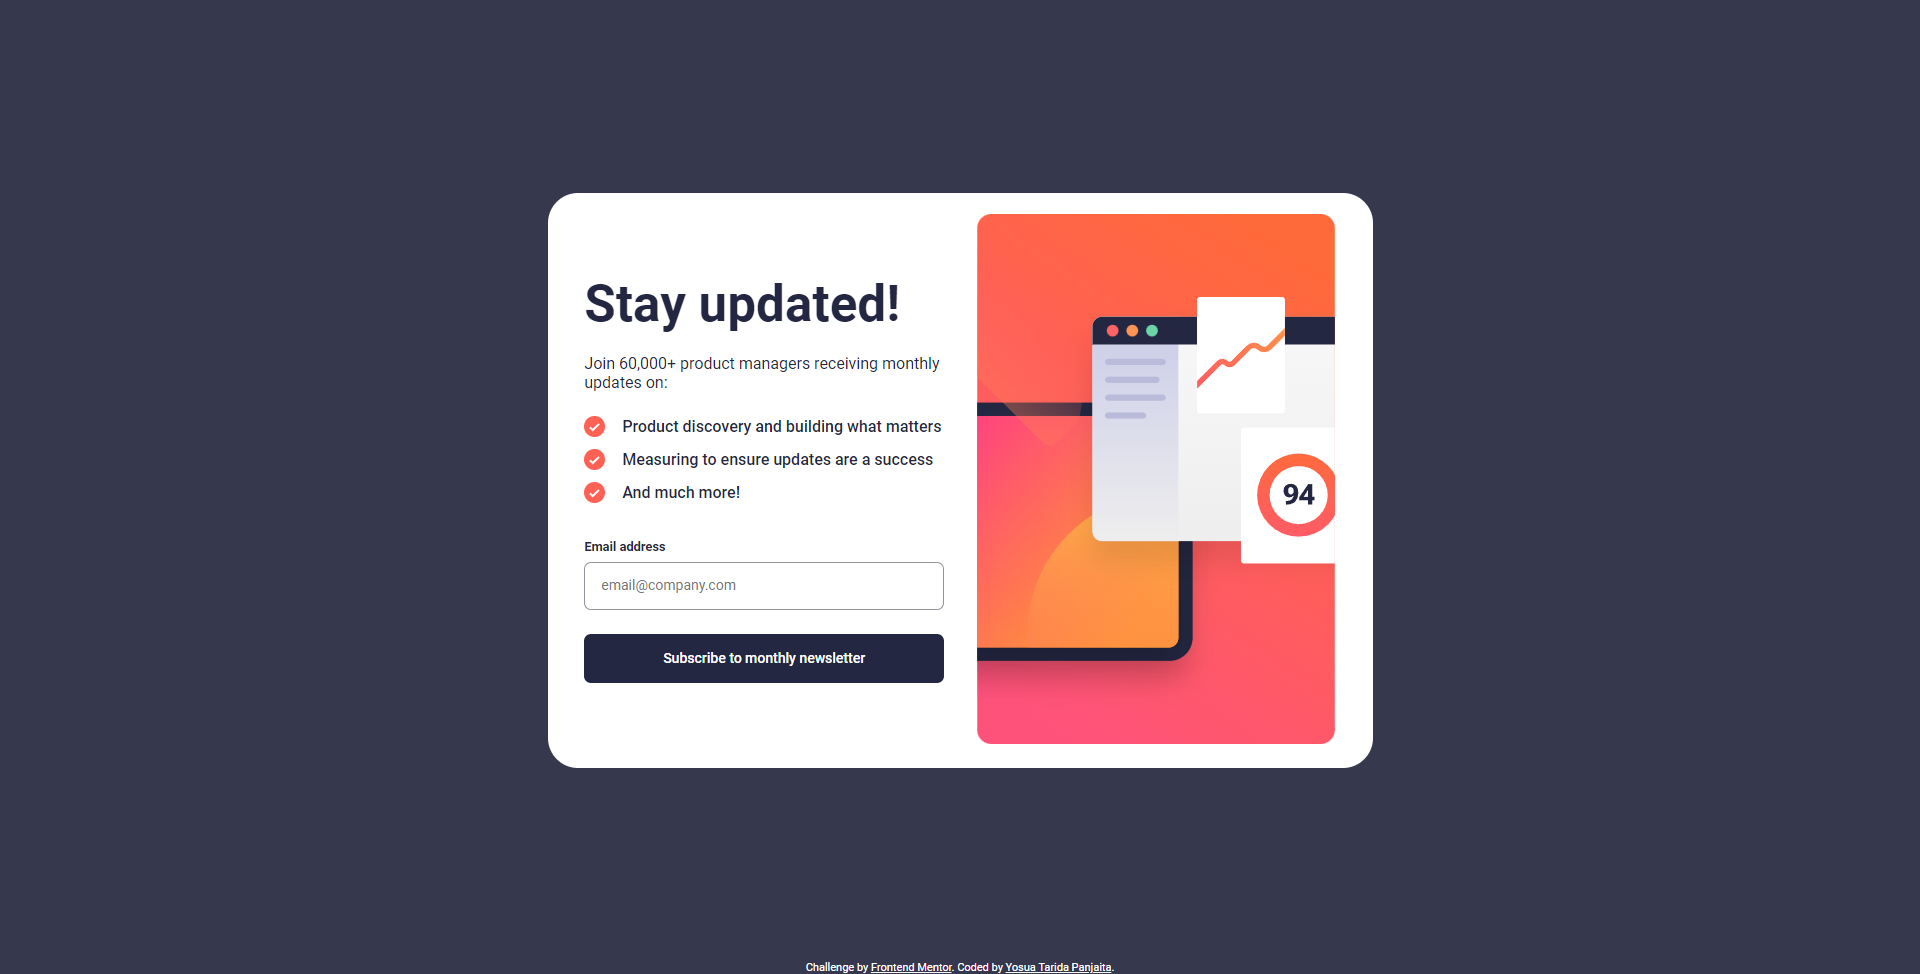 Stay updated!
Join 60,000+ product managers receiving monthly
updates on:
Product discovery and building what matters
Measuring to ensure updates are a success
And much more!
Email address
email@company.com
Subscribe to monthly newsletter
94
Challenge by Frontend Mentor. Coded by Yosua Tarida Panjaita.